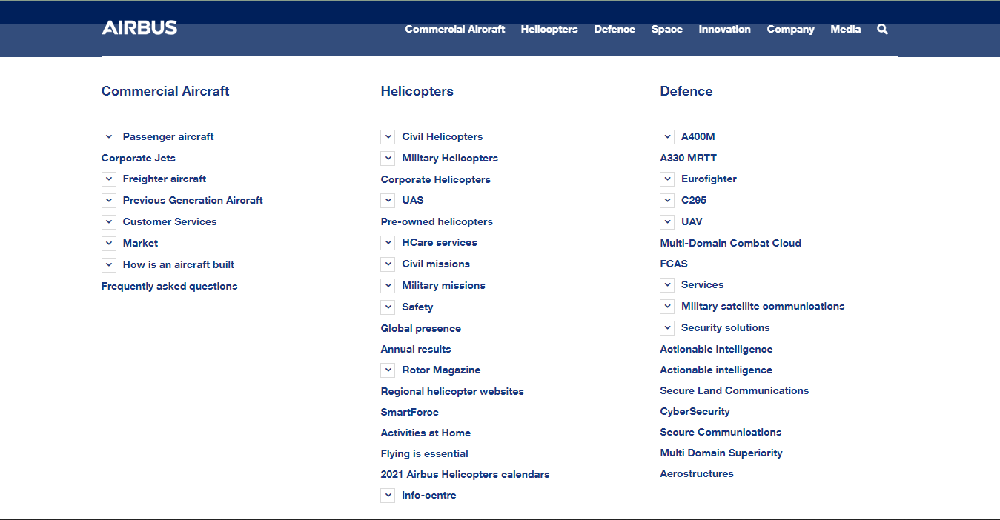 AIRBUS
Commercial Aircraft Helicopters Defence Space Innovation Company Media
Commercial Aircraft
Passenger aircraft
Corporate Jets
Freighter aircraft
Previous Generation Aircraft
Customer Services
Market
How is an aircraft built
Frequently asked questions
Helicopters
Civil Helicopters
Military Helicopters
Corporate Helicopters
UAS
Pre-owned helicopters
HCare services
Civil missions
Military missions
Safety
Global presence
Annual results
Rotor Magazine
Regional helicopter websites
SmartForce
Activities at Home
Flying is essential
2021 Airbus Helicopters calendars
info-centre
Defence
A400M
A330 MRTT
Eurofighter
C295
UAV
Multi-Domain Combat Cloud
FCAS
Services
Military satellite communications
Security solutions
Actionable Intelligence
Actionable intelligence
Secure Land Communications
CyberSecurity
Secure Communications
Multi Domain Superiority
Aerostructures